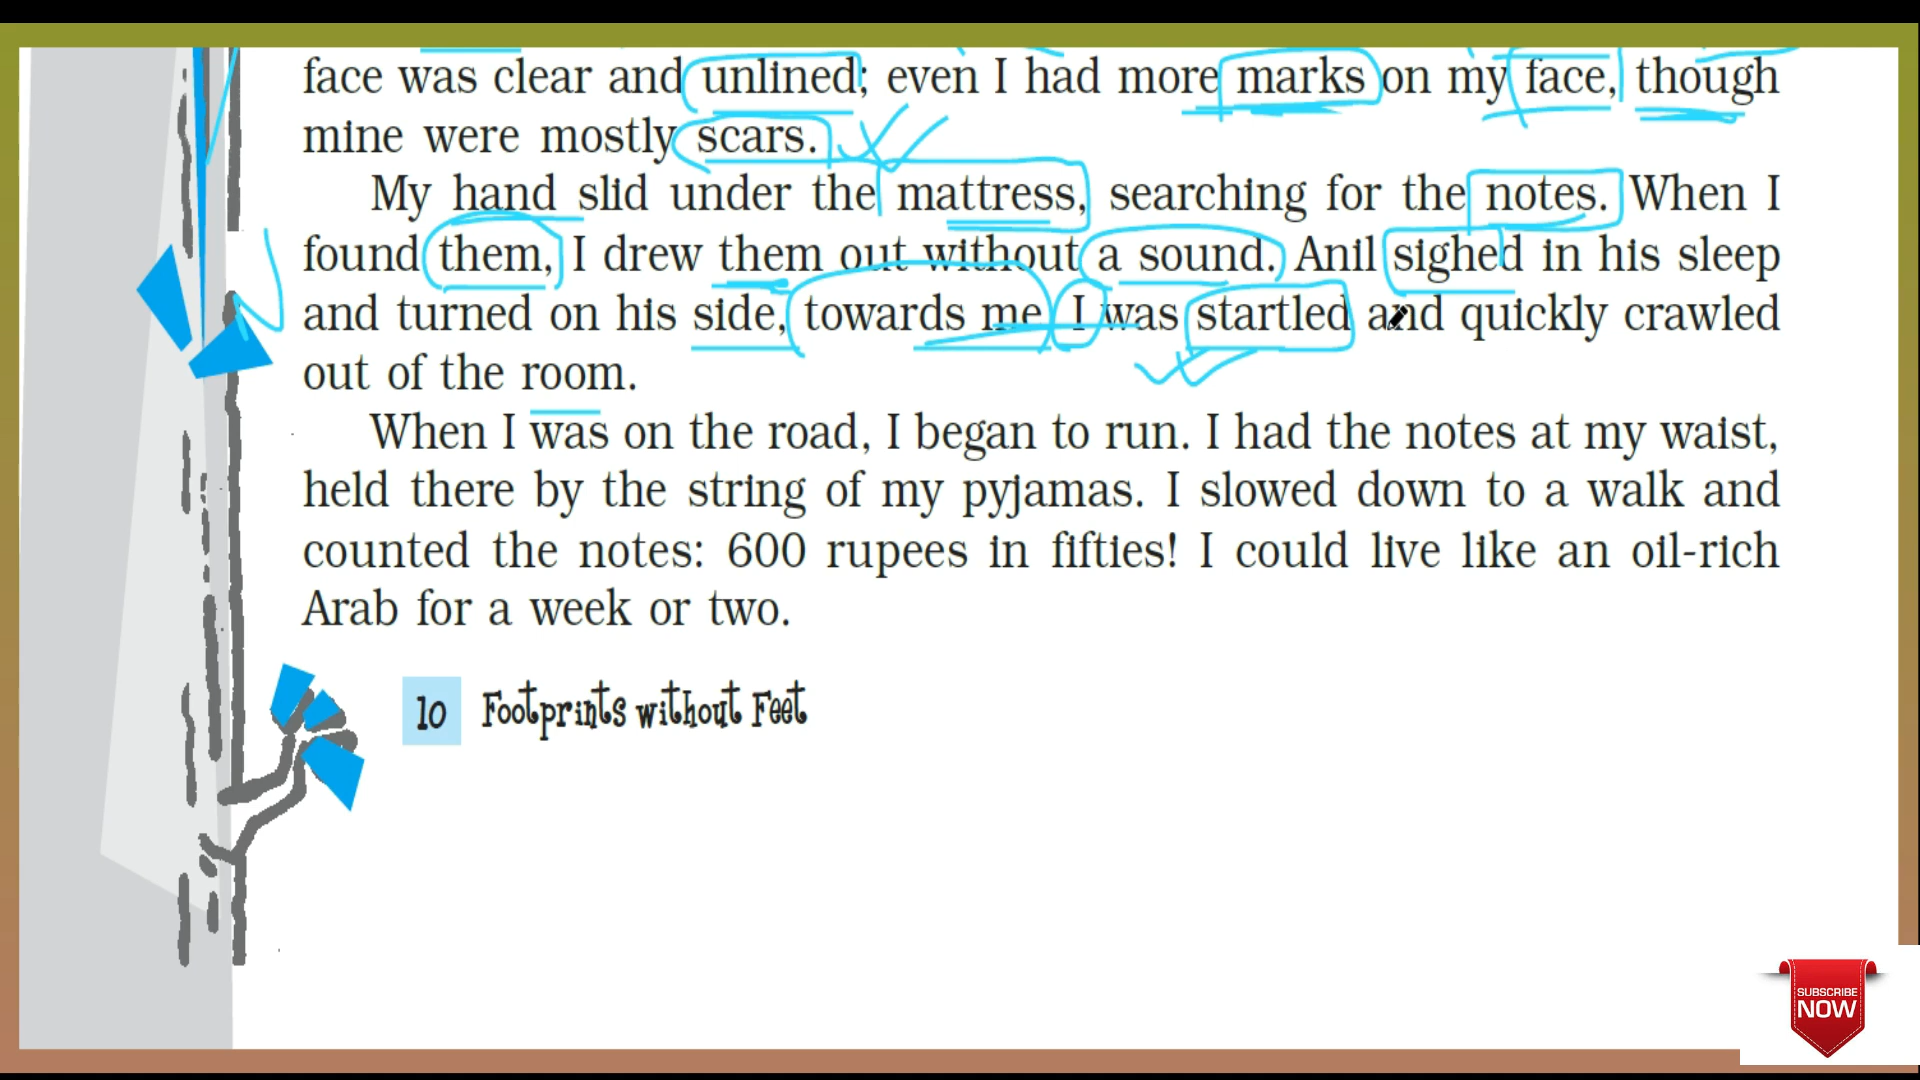 face was clear and unlined; even I had more marks on my face, though
mine were mostly scars.
My hand slid under the mattress, searching for the notes. When I
found them, I drew them out without a sound. Anil sighed in his sleep
and turned on his side, towards me. I was startled and quickly crawled
out of the room.
When I was on the road, I began to run. I had the notes at my waist,
held there by the string of my pyjamas. I slowed down to a walk and
counted the notes: 600 rupees in fifties! I could live like an oil-rich
Arab for a week or two.
10 Footprints without Feet
SUBSCRIBE
NOW